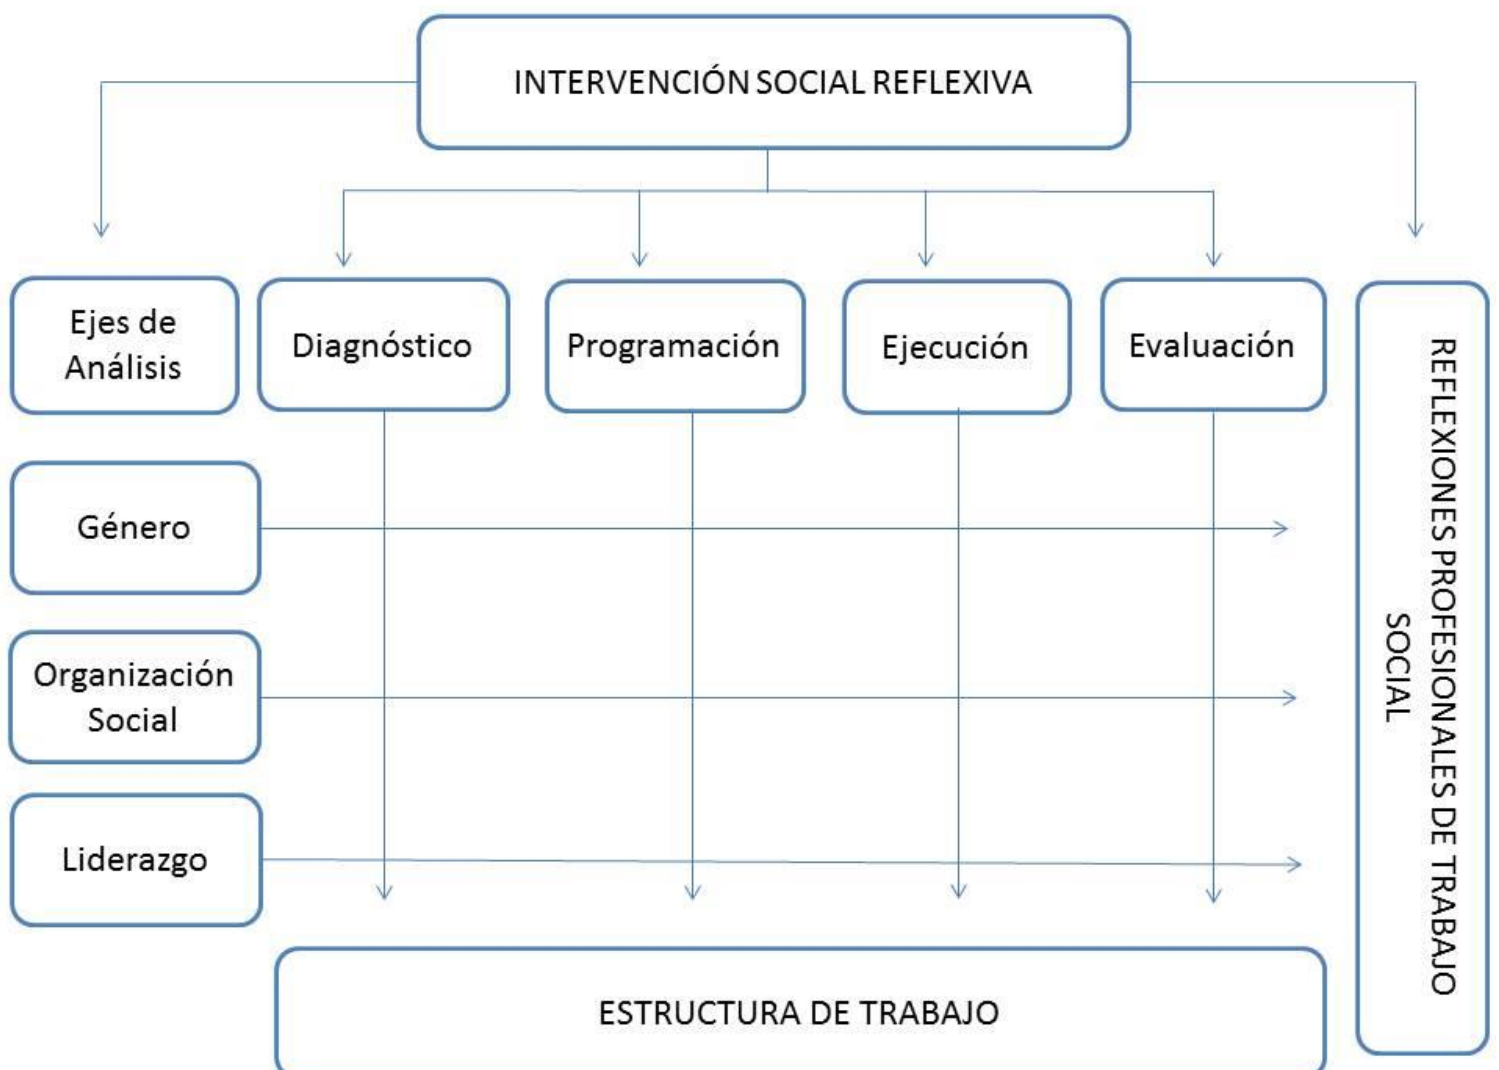 INTERVENCIÓN SOCIAL REFLEXIVA
Ejes de
Análisis
Diagnóstico
Programación
Ejecución
Evaluación
Género
Organización
Social
Liderazgo
ESTRUCTURA DE TRABAJO
REFLEXIONES PROFESIONALES DE TRABAJO
SOCIAL